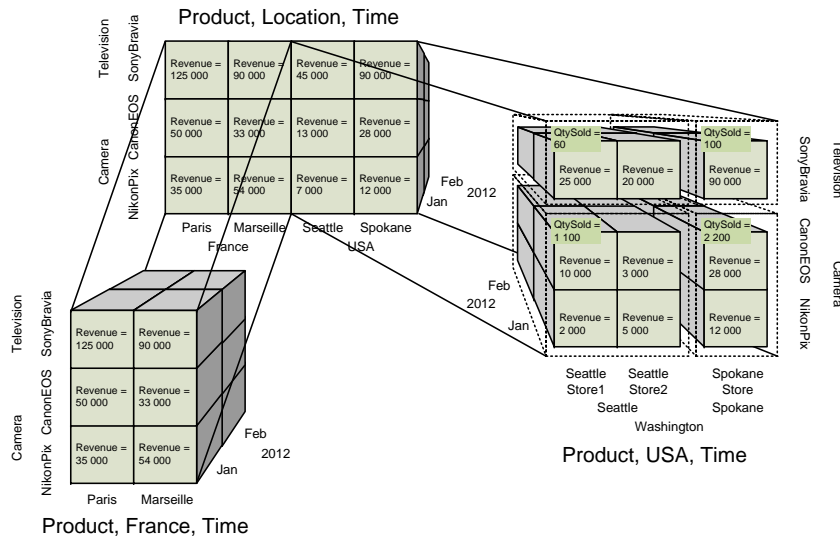 Product, Location, Time
Television
SonyBravia
Camera
CanonEOS
NikonPix
Revenue =
125 000
Revenue =
90 000
Revenue =
45 000
Revenue =
90 000
Revenue =
50 000
Revenue =
33 000
Revenue =
13 000
Revenue =
28 000
Revenue =
35 000
Revenue =
54 000
Revenue =
7 000
Revenue =
12 000
Feb
Jan
2012
Paris
Marseille
Seattle
Spokane
France
USA
QtySold =
60
QtySold =
100
Revenue =
25 000
Revenue =
20 000
Revenue =
90 000
QtySold =
1 100
QtySold =
2 200
Revenue =
10 000
Revenue =
3 000
Revenue =
28 000
Revenue =
2 000
Revenue =
5 000
Revenue =
12 000
Television
SonyBravia
Camera
CanonEOS
NikonPix
Feb
2012
Jan
Seattle
Store1
Seattle
Store2
Spokane
Store
Seattle
Spokane
Washington
Product, USA, Time
Television
SonyBravia
Camera
CanonEOS
NikonPix
Revenue =
125 000
Revenue =
90 000
Revenue =
50 000
Revenue =
33 000
Revenue =
35 000
Revenue =
54 000
Feb
2012
Jan
Paris
Marseille
Product, France, Time